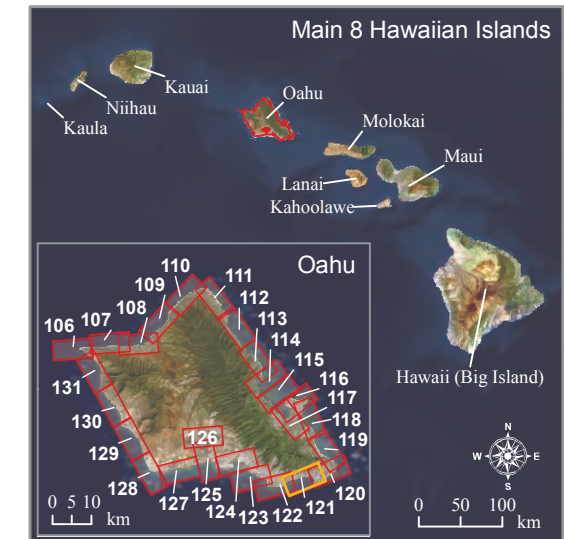 Main 8 Hawaiian Islands
Kauai
Niihau
Kaula
Oahu
Molokai
Maui
Lanai
Kahoolawe
Hawaii (Big Island)
N
W E
S
0 50 100
km
Oahu
110
109 111
108 112
107
106 113
114
115
116
117
131
118
130
119
129
126
120
128
127 125
124 123 122 121
0 5 10
km